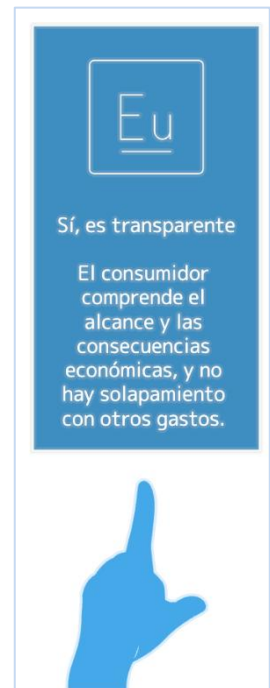 Eu
Sí, es transparente
El consumidor
comprende el
alcance y las
consecuencias
económicas, y no
hay solapamiento
con otros gastos.